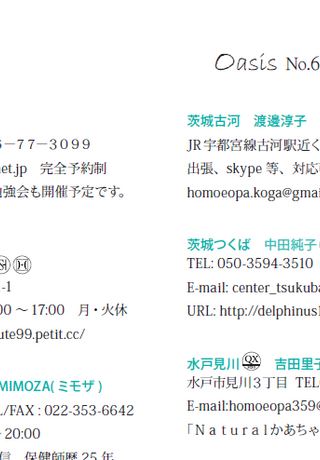 Oasis No.6
６－７７－３０９９
et.jp 完全予約制
強会も開催予定です。
-1
00 ～ 17:00 月・火休
ute99.petit.cc/
MIMOZA( ミモザ )
L/FAX : 022-353-6642
20:00
信 保健師歴 25 年
茨城古河 渡邉淳子
JR 宇都宮線古河駅近く
出張、skype 等、対応
homoeopa.koga@gmai
茨城つくば 中田純子
TEL: 050-3594-3510
E-mail: center_tsukuba
URL: http://delphinus1
水戸見川 QX 吉田里子
水戸市見川３丁目 TEL
E-mail:homoeopa359@
「Ｎａｔｕｒａｌかあちゃ